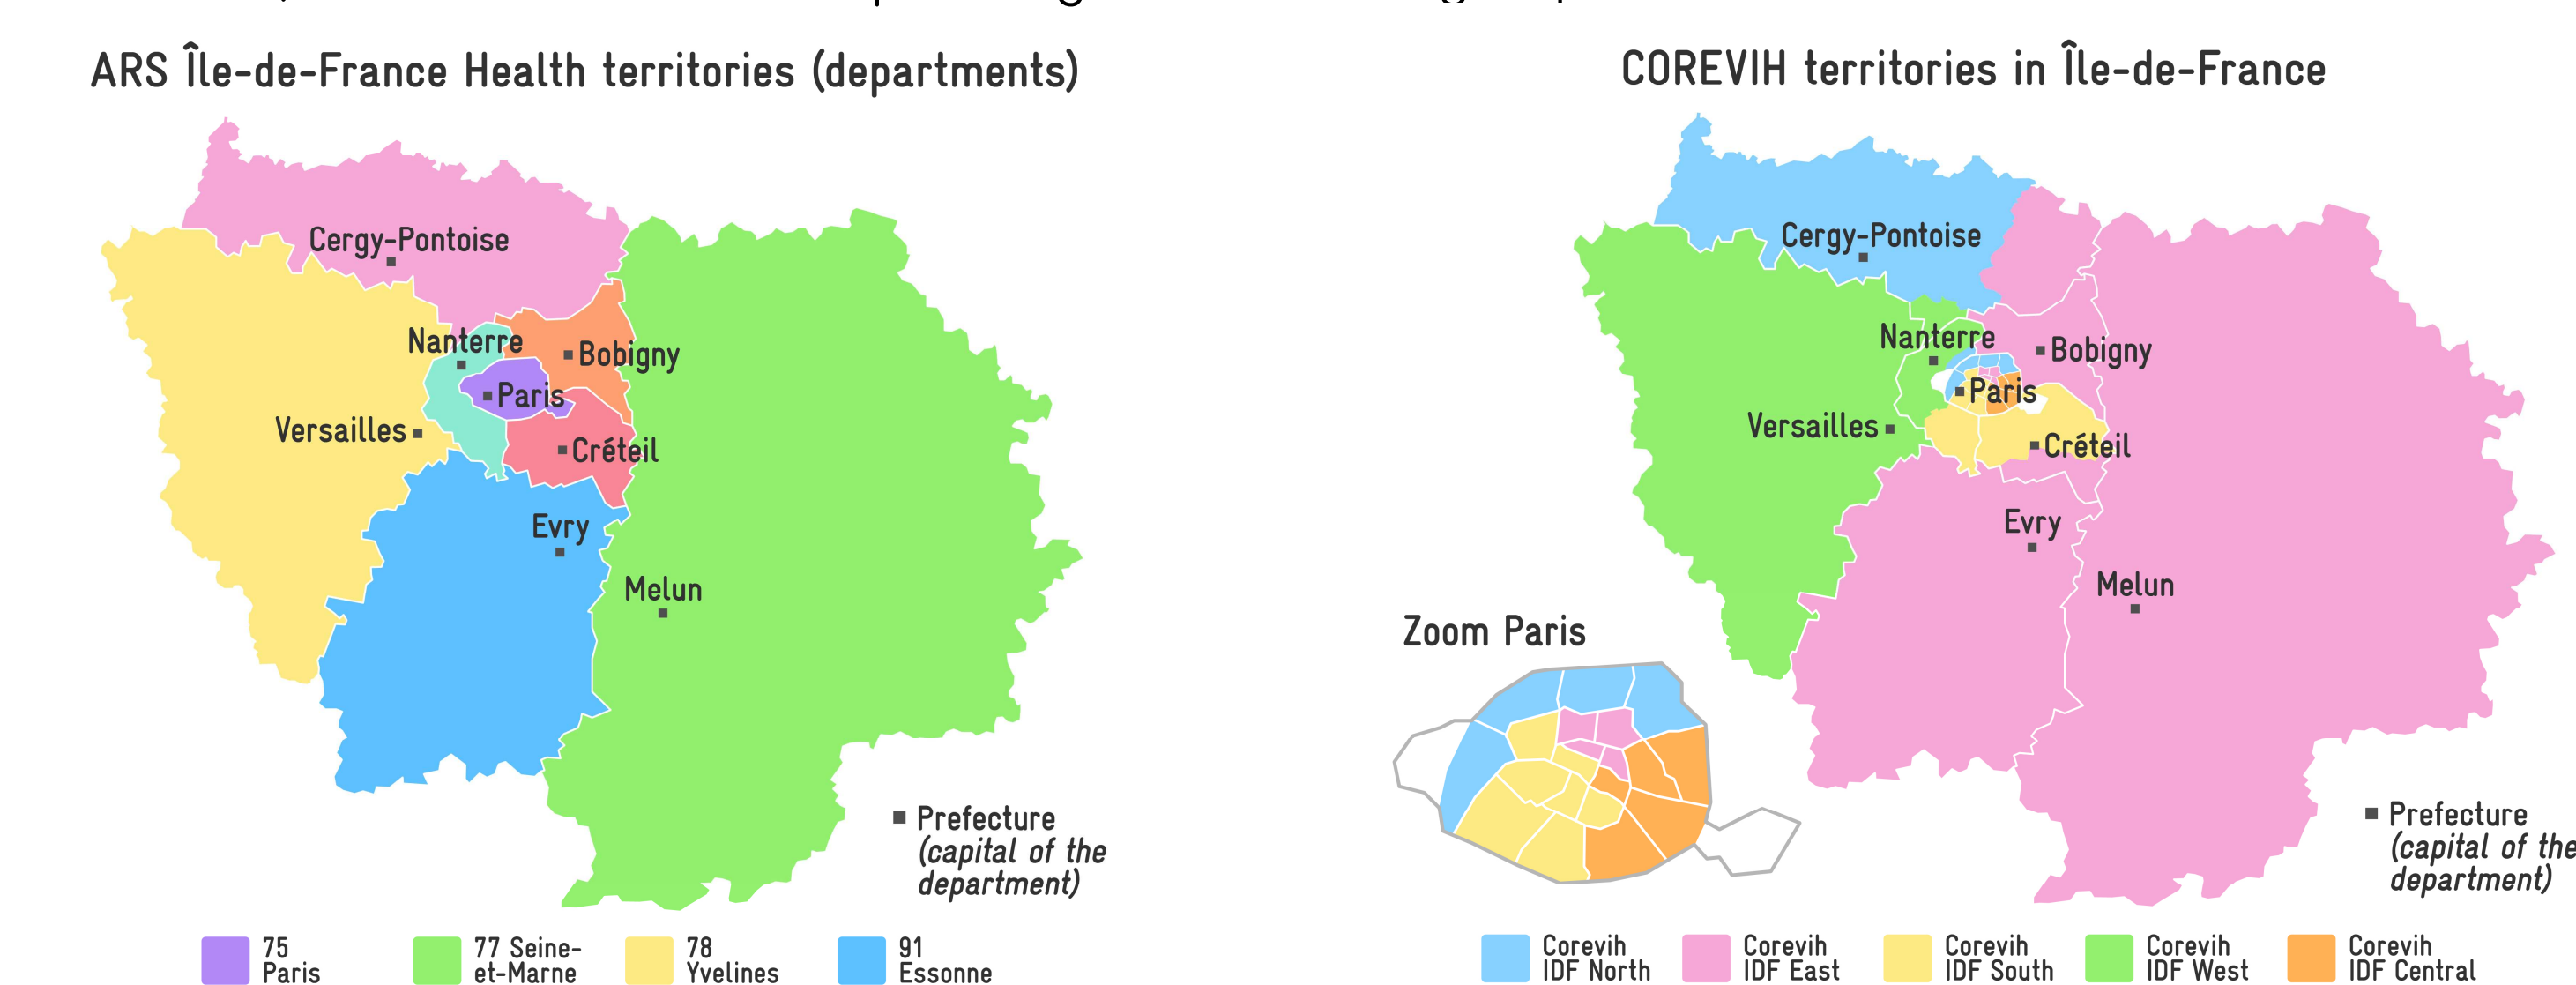 ARS Île-de-France Health territories (departments)
Cergy-Pontoise
Nanterre
Bobigny
Paris
Versailles
Créteil
Evry
Melun
Prefecture
(capital of the
department)
75
Paris
77 Seine-
et-Marne
78
Yvelines
91
Essonne
COREVIH territories in Île-de-France
Cergy-Pontoise
Nanterre
Bobigny
Paris
Versailles
Créteil
Evry
Melun
Zoom Paris
Prefecture
(capital of the
department)
Corevih
IDF North
Corevih
IDF East
Corevih
IDF South
Corevih
IDF West
Corevih
IDF Central